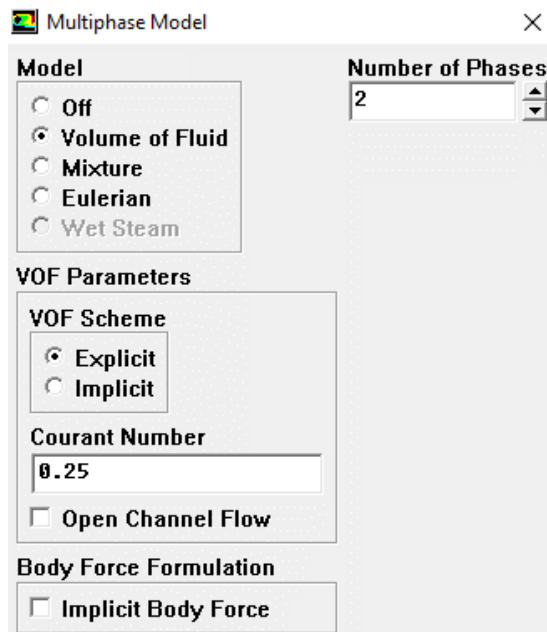 Multiphase Model
Model
Off
Volume of Fluid
Mixture
Eulerian
Wet Steam
Number of Phases
2
VOF Parameters
VOF Scheme
Explicit
Implicit
Courant Number
0.25
Open Channel Flow
Body Force Formulation
Implicit Body Force